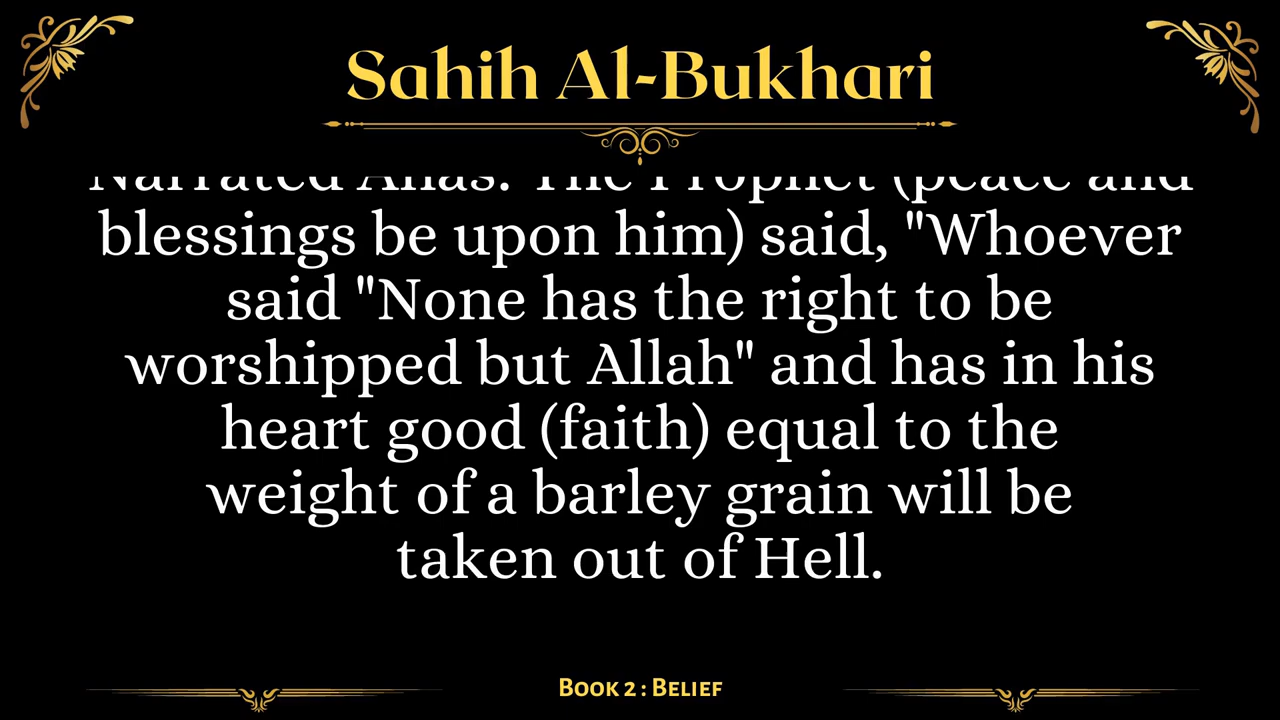 Sahih Al-Bukhari
Narrated Anas: The Prophet (peace and
blessings be upon him) said, "Whoever
said "None has the right to be
worshipped but Allah" and has in his
heart good (faith) equal to the
weight of a barley grain will be
taken out of Hell.
Book 2 : Belief